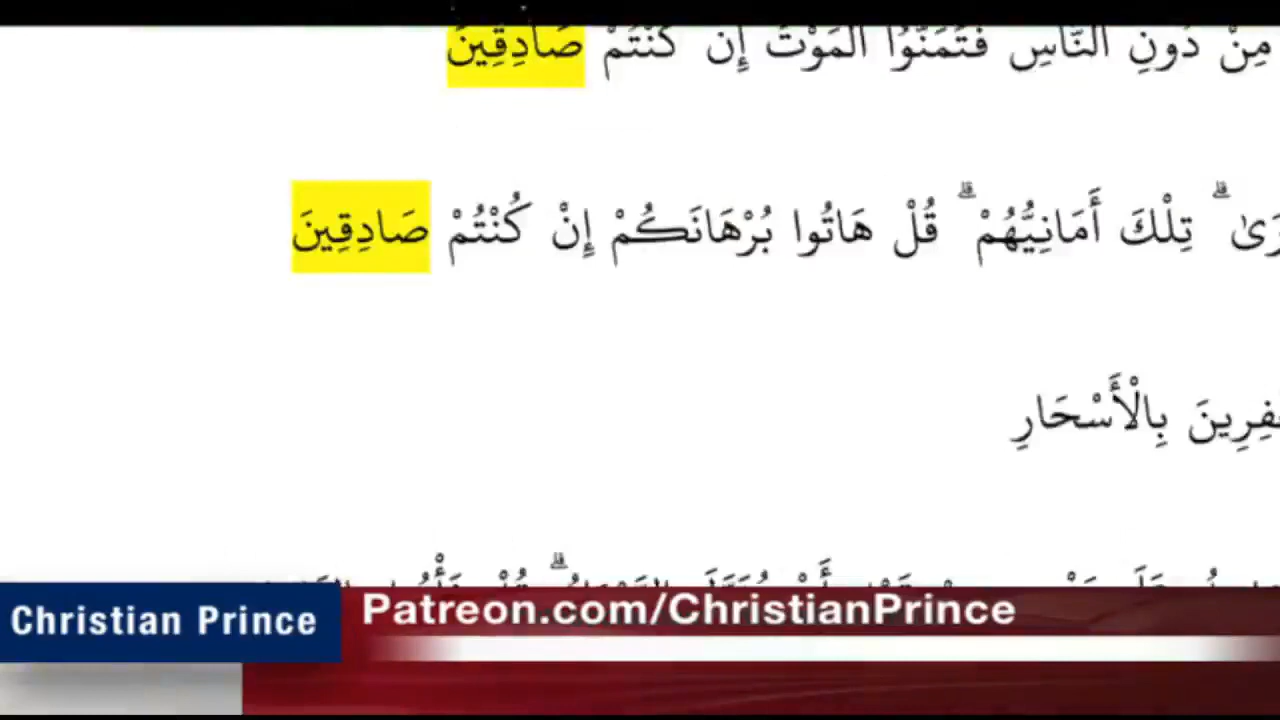 مِنْ دُونِ النَّاسِ فَتَمَنَّوُا الْمَوْتَ إِن كُنْتُمْ صَادِقِينَ
تِلْكَ أَمَانِيُّهُمْ ۗ قُلْ هَاتُوا بُرْهَانَكُمْ إِنْ كُنْتُمْ صَادِقِينَ
بِالْأَسْحَارِ
Christian Prince
Patreon.com/ChristianPrince